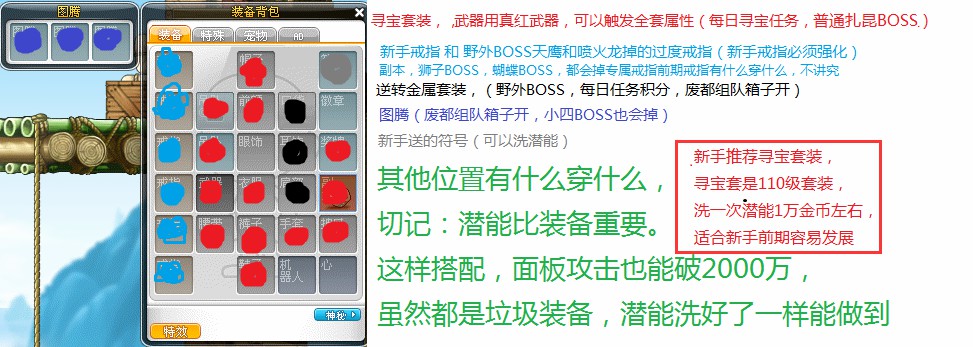 图腾
装备背包
装备
特殊
宠物
AD
徽章
眼饰
武器
机器人
心
神秘
特效
寻宝套装，武器用真红武器，可以触发全套属性（每日寻宝任务，普通扎昆BOSS）
新手戒指 和 野外BOSS天鹰和喷火龙掉的过度戒指（新手戒指必须强化）
副本，狮子BOSS，蝴蝶BOSS，都会掉专属戒指前期戒指有什么穿什么，不讲究
逆转金属套装，（野外BOSS，每日任务积分，废都组队箱子开）
图腾（废都组队箱子开，小四BOSS也会掉）
新手送的符号（可以洗潜能）
其他位置有什么穿什么，
切记：潜能比装备重要。
这样搭配，面板攻击也能破2000万，
虽然都是垃圾装备，潜能洗好了一样能做到
新手推荐寻宝套装，
寻宝套是110级套装，
洗一次潜能1万金币左右，
适合新手前期容易发展